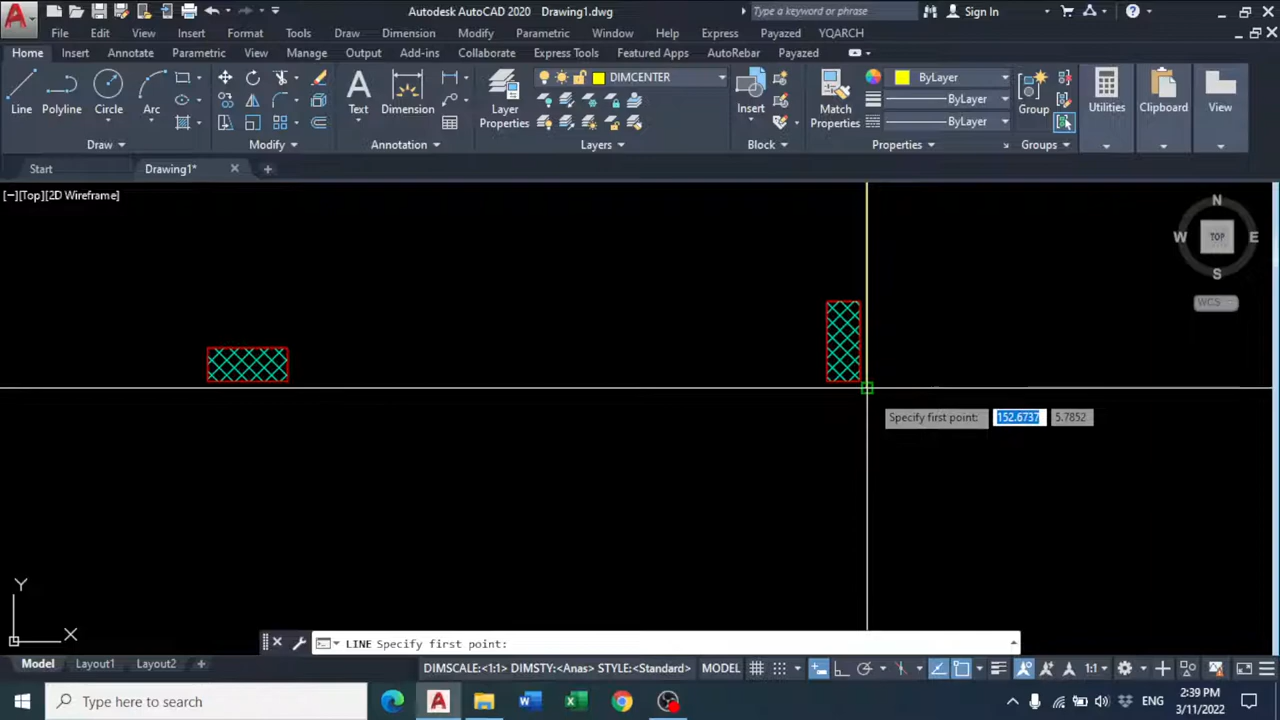 Autodesk AutoCAD 2020 Drawing1.dwg
Type a keyword or phrase
Sign In
File Edit View Insert Format Tools Draw Dimension Modify Parametric Window Help Express Payazed YQARCH
Home Insert Annotate Parametric View Manage Output Add-ins Collaborate Express Tools Featured Apps AutoRebar Payazed
DIMCENTER
ByLayer
ByLayer
ByLayer
Line Polyline Circle Arc
Text Dimension
Layer Properties
Insert
Match Properties
Group
Utilities
Clipboard
View
Draw Modify Annotation Layers Block Properties Groups
Start Drawing1*
[−][Top][2D Wireframe]
N
W TOP E
S
WCS
Specify first point: 152.6737 5.7852
Y
X
LINE Specify first point:
Model Layout1 Layout2
DIMSCALE:<1:1> DIMSTY:<Anas> STYLE:<Standard> MODEL
1:1
Type here to search
ENG
2:39 PM
3/11/2022